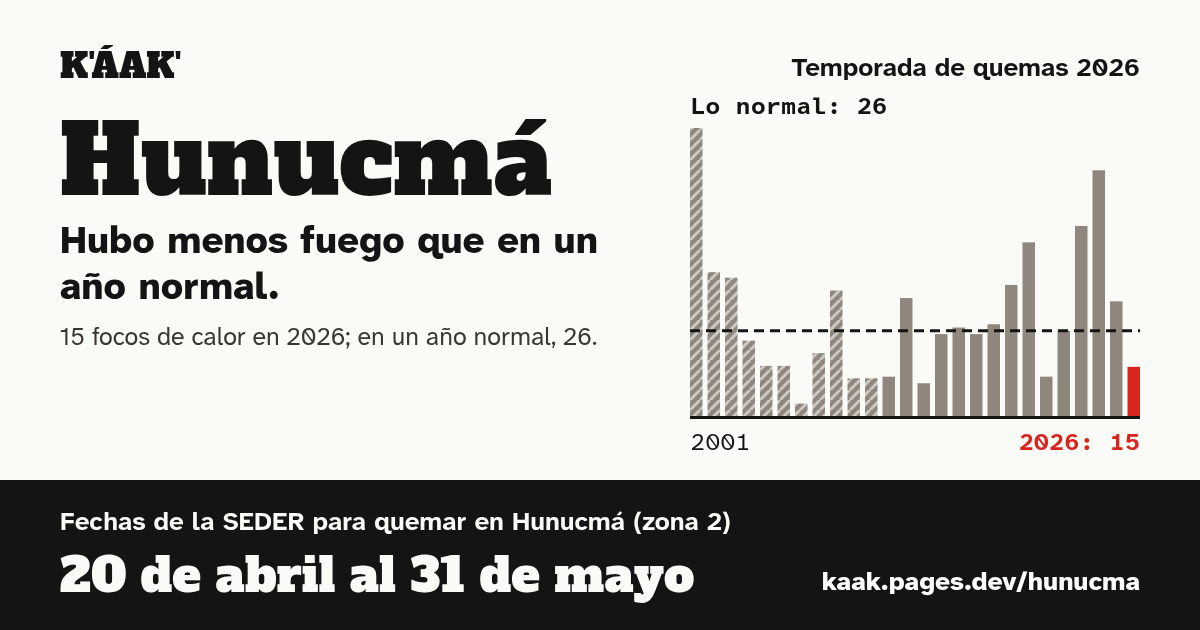 K'ÁAK'
Hunucmá
Hubo menos fuego que en un
año normal.
15 focos de calor en 2026; en un año normal, 26.
Temporada de quemas 2026
Lo normal: 26
2001
2026: 15
Fechas de la SEDER para quemar en Hunucmá (zona 2)
20 de abril al 31 de mayo
kaak.pages.dev/hunucma